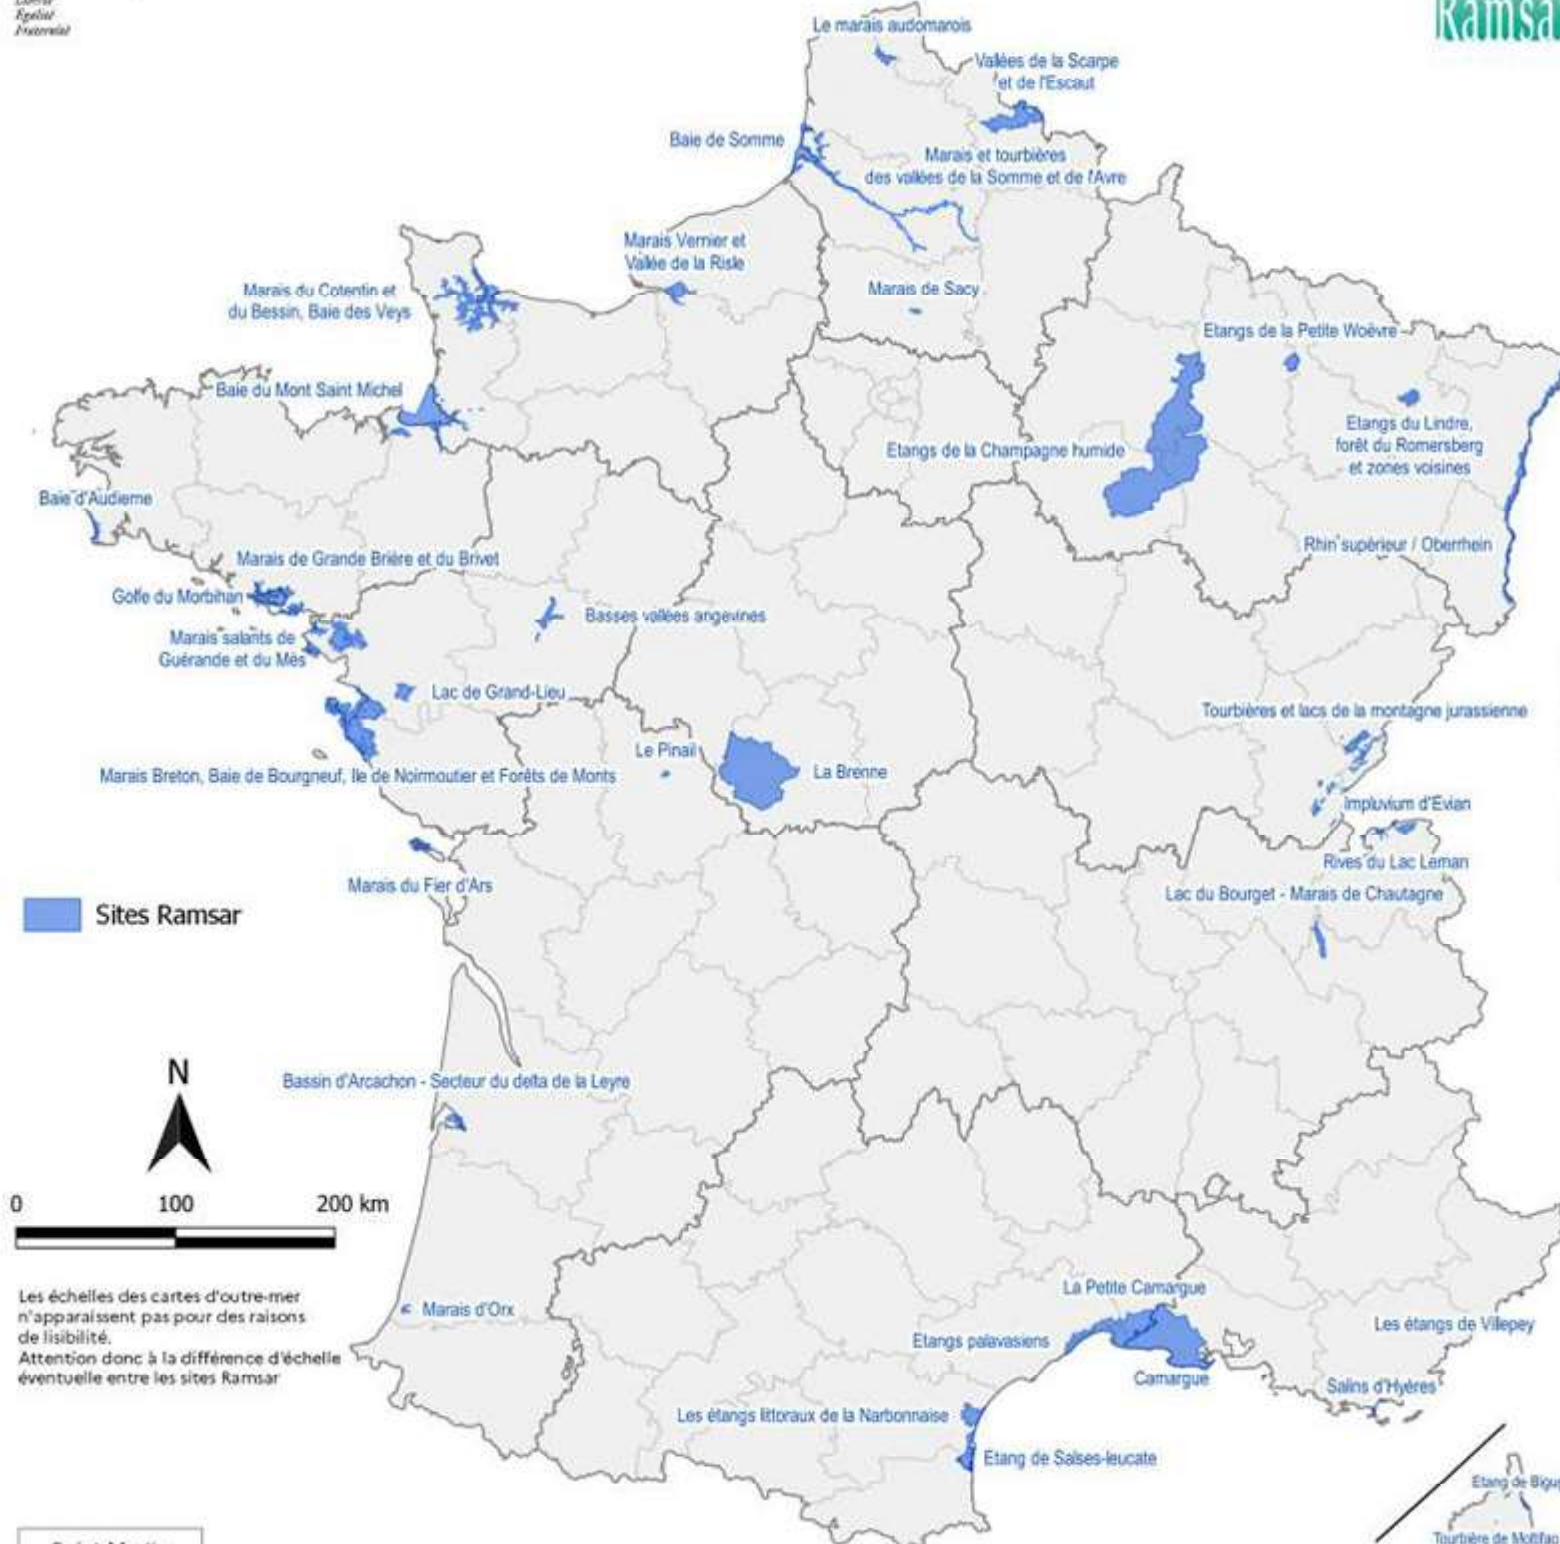 Egalité
Fraternité
Ramsa
Le marais audomarois
Vallées de la Scarpe
et de l'Escaut
Baie de Somme
Marais et tourbières
des vallées de la Somme et de l'Avre
Marais Vernier et
Vallée de la Risle
Marais du Cotentin et
du Bessin, Baie des Veys
Marais de Sacy
Etangs de la Petite Woëvre
Baie du Mont Saint Michel
Etangs du Lindre,
forêt du Romersberg
et zones voisines
Etangs de la Champagne humide
Baie d'Audierne
Rhin supérieur / Oberrhein
Marais de Grande Brière et du Brivet
Golfe du Morbihan
Basses vallées angevines
Marais salants de
Guérande et du Més
Lac de Grand-Lieu
Tourbières et lacs de la montagne jurassienne
Le Pinail
La Brenne
Marais Breton, Baie de Bourgneuf, Ile de Noirmoutier et Forêts de Monts
Impluvium d'Evian
Rives du Lac Leman
Marais du Fier d'Ars
Lac du Bourget - Marais de Chautagne
Sites Ramsar
N
Bassin d'Arcachon - Secteur du delta de la Leyre
0 100 200 km
Les échelles des cartes d'outre-mer
n'apparaissent pas pour des raisons
de lisibilité.
Attention donc à la différence d'échelle
éventuelle entre les sites Ramsar
Marais d'Orx
La Petite Camargue
Etangs palavasiens
Les étangs de Villepey
Camargue
Salins d'Hyères
Les étangs littoraux de la Narbonnaise
Etang de Salses-leucate
Etang de Bigu
Tourbière de Moltifao